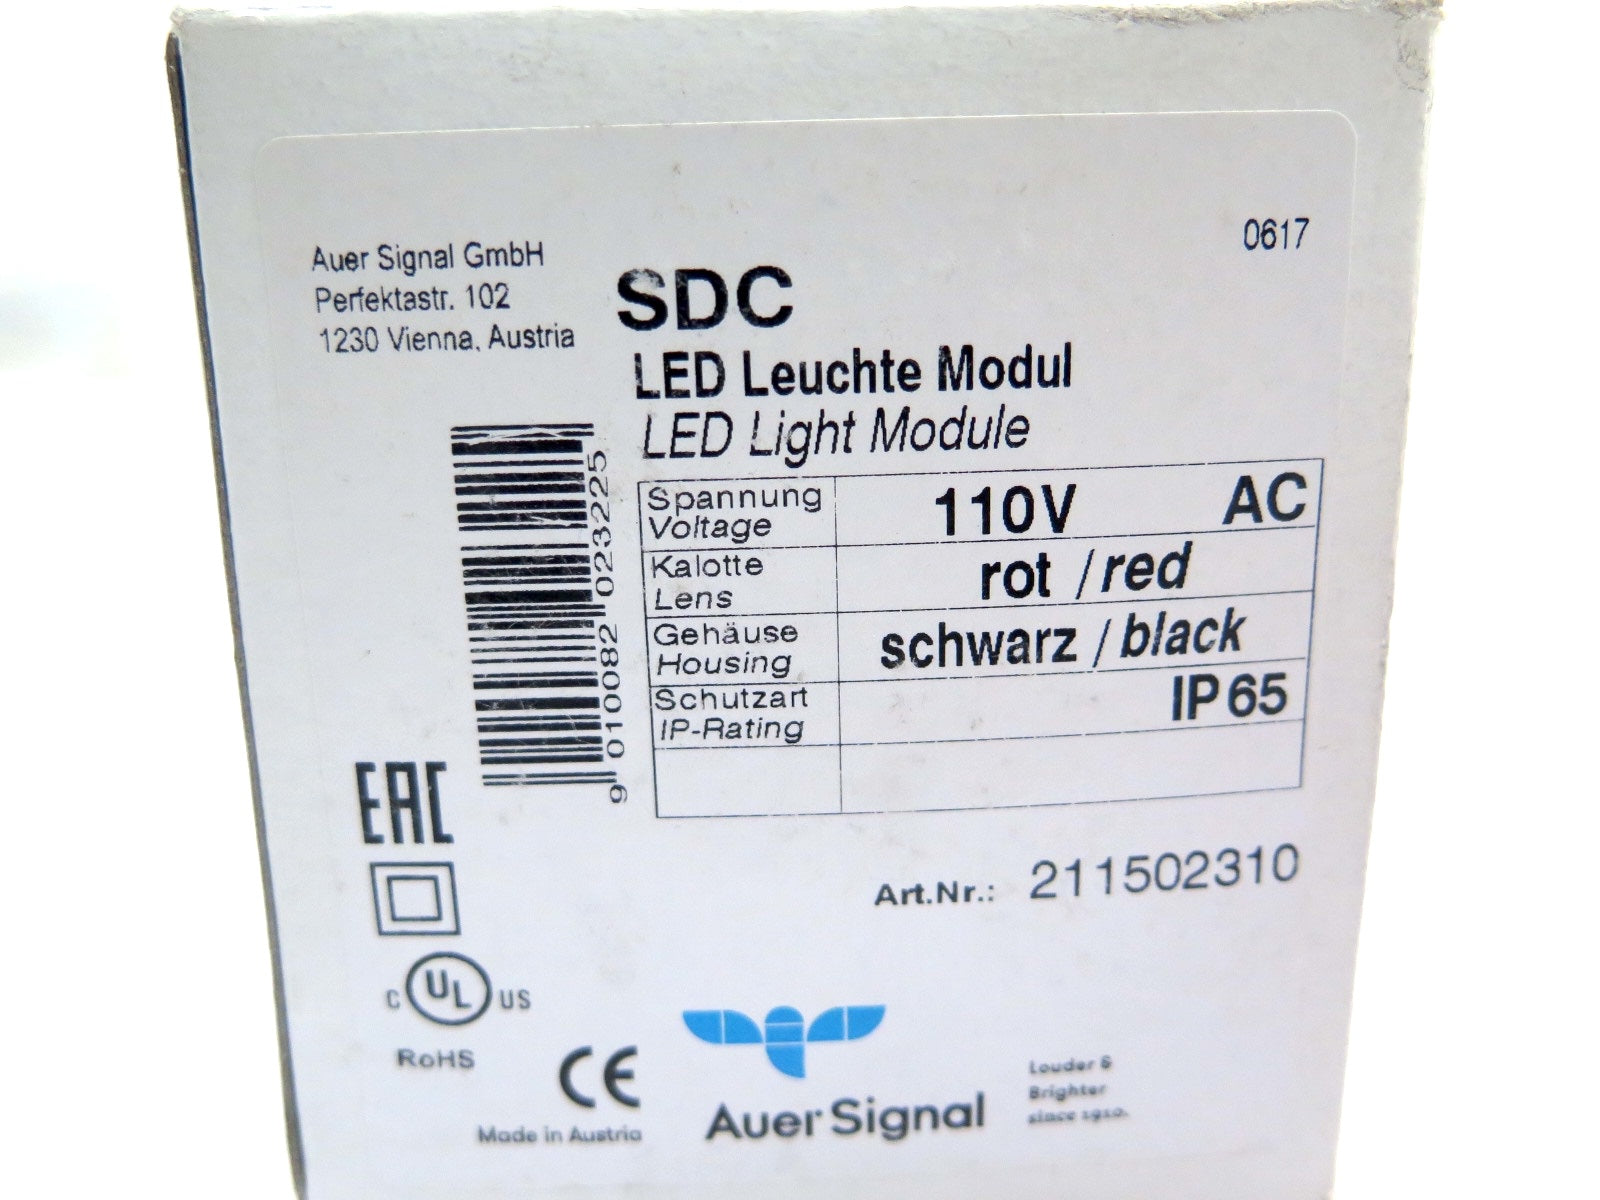 0617
Auer Signal GmbH
Perfektastr. 102
1230 Vienna, Austria
SDC
LED Leuchte Modul
LED Light Module
Spannung
Voltage
110V AC
Kalotte
Lens
rot / red
Gehäuse
Housing
schwarz / black
Schutzart
IP-Rating
IP65
9 010082 023225
EAC
Art.Nr.: 211502310
C UL US
RoHS
CE
Made in Austria
Auer Signal
Louder &
Brighter
since 1910.